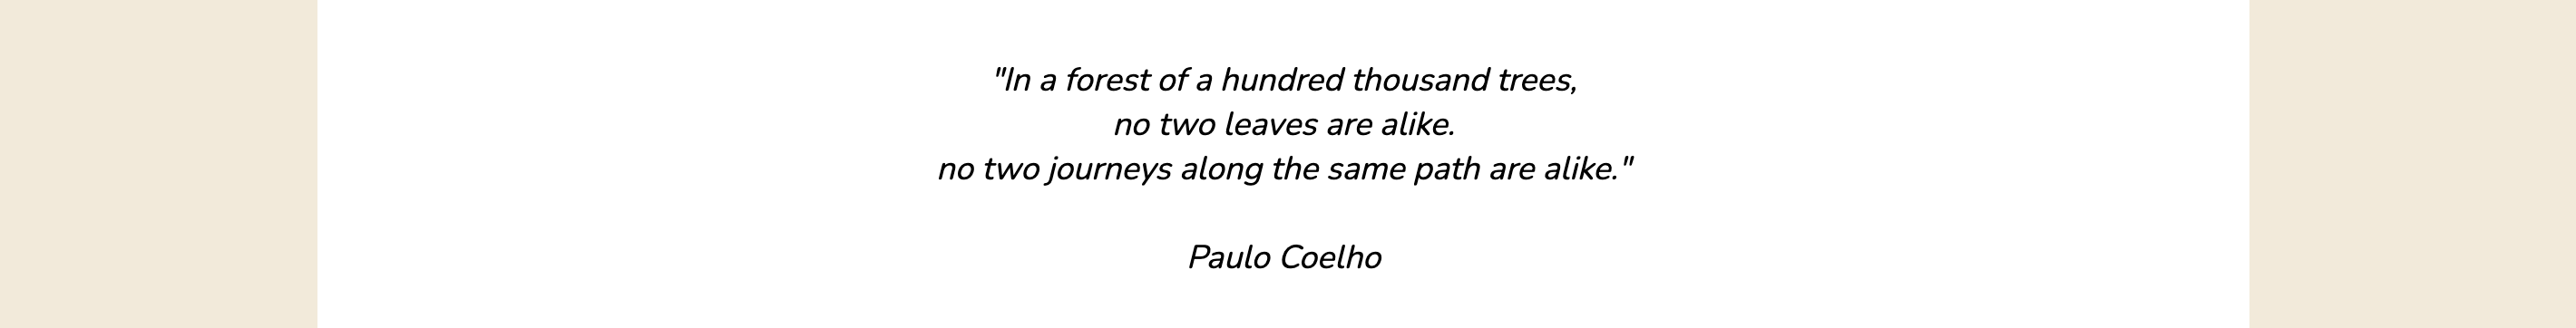 "In a forest of a hundred thousand trees,
no two leaves are alike.
no two journeys along the same path are alike."
Paulo Coelho